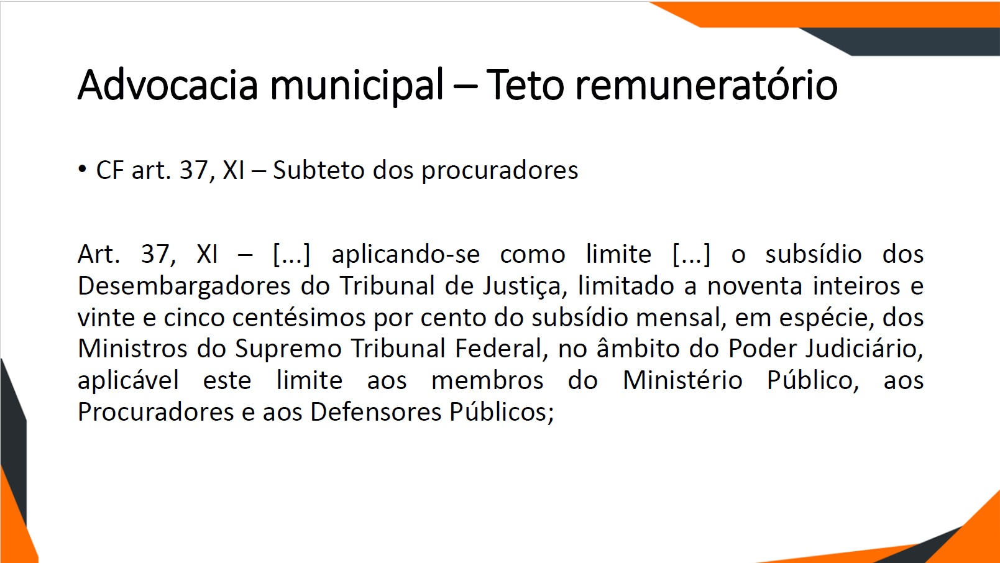 Advocacia municipal – Teto remuneratório
• CF art. 37, XI – Subteto dos procuradores
Art. 37, XI – [...] aplicando-se como limite [...] o subsídio dos
Desembargadores do Tribunal de Justiça, limitado a noventa inteiros e
vinte e cinco centésimos por cento do subsídio mensal, em espécie, dos
Ministros do Supremo Tribunal Federal, no âmbito do Poder Judiciário,
aplicável este limite aos membros do Ministério Público, aos
Procuradores e aos Defensores Públicos;